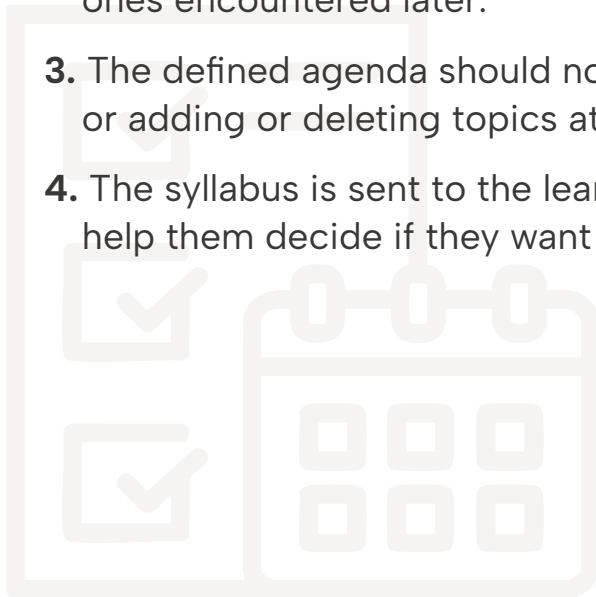 ones encountered later.
3. The defined agenda should no
or adding or deleting topics at
4. The syllabus is sent to the lear
help them decide if they want